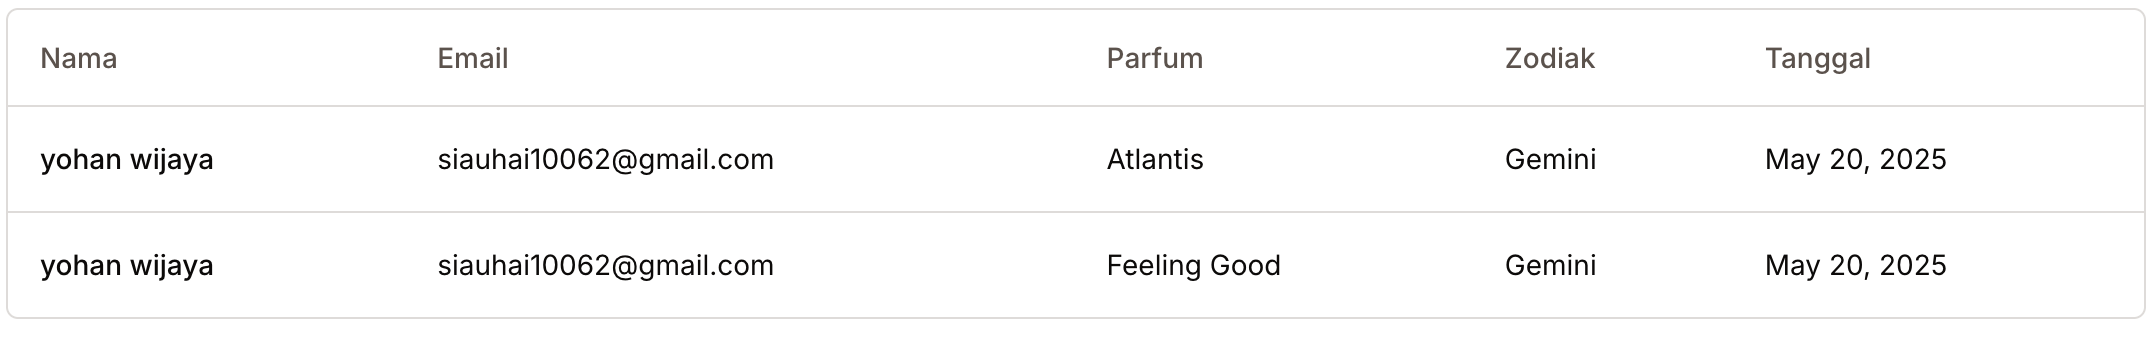 Nama Email Parfum Zodiak Tanggal
yohan wijaya siauhai10062@gmail.com Atlantis Gemini May 20, 2025
yohan wijaya siauhai10062@gmail.com Feeling Good Gemini May 20, 2025